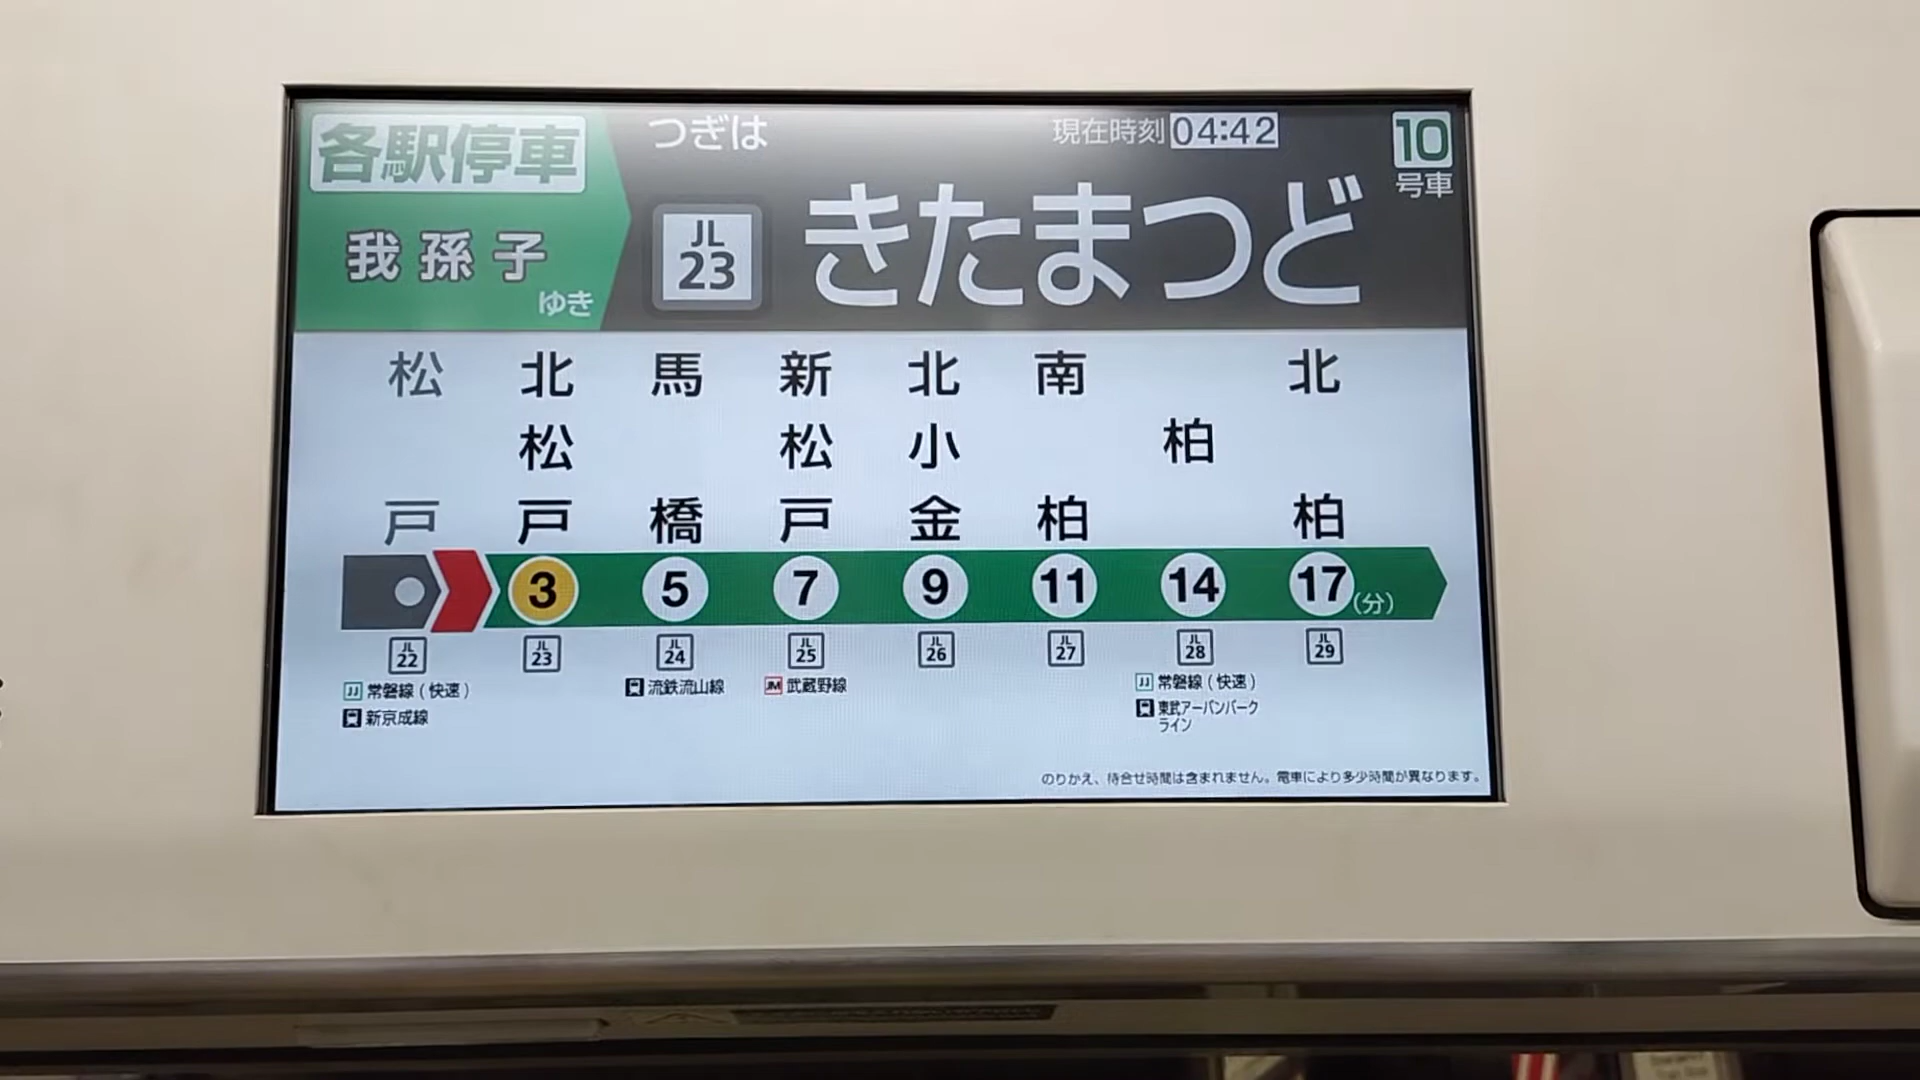 各駅停車
我孫子
ゆき
つぎは
現在時刻 04:42
10
号車
JL
23
きたまつど
松戸
北松戸
馬橋
新松戸
北小金
南柏
柏
北柏
3 5 7 9 11 14 17 (分)
JL 22
JL 23
JL 24
JL 25
JL 26
JL 27
JL 28
JL 29
JJ 常磐線(快速)
新京成線
流鉄流山線
JM 武蔵野線
JJ 常磐線(快速)
東武アーバンパーク
ライン
のりかえ、待合せ時間は含まれません。電車により多少時間が異なります。